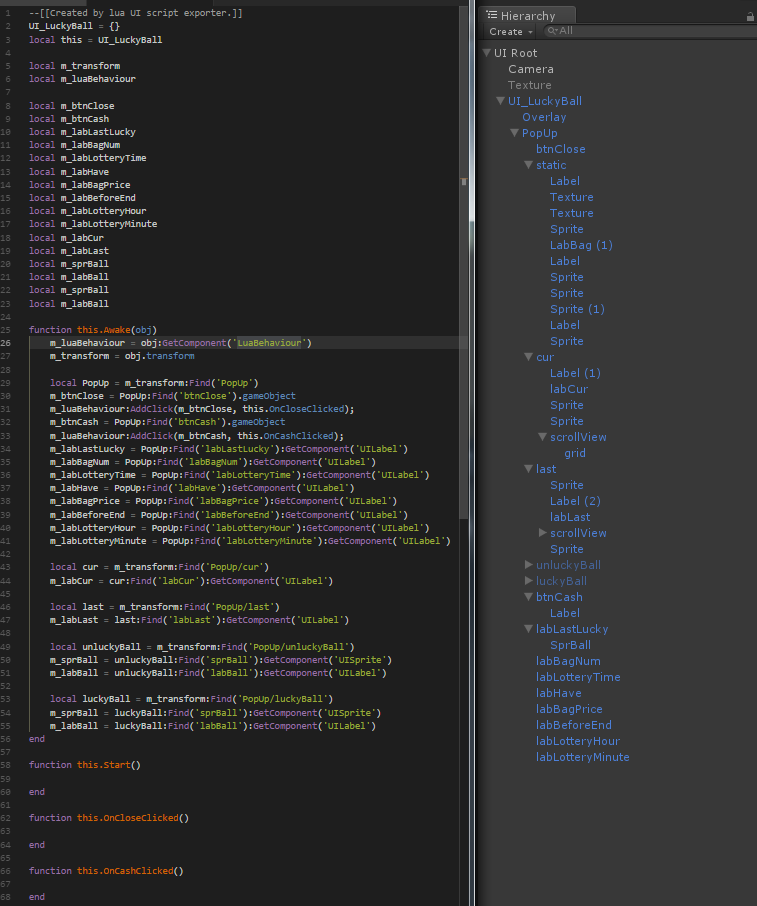 1 --[[Created by lua UI script exporter.]]
2 UI_LuckyBall = {}
3 local this = UI_LuckyBall
4
5 local m_transform
6 local m_luaBehaviour
7
8 local m_btnClose
9 local m_btnCash
10 local m_labLastLucky
11 local m_labBagNum
12 local m_labLotteryTime
13 local m_labHave
14 local m_labBagPrice
15 local m_labBeforeEnd
16 local m_labLotteryHour
17 local m_labLotteryMinute
18 local m_labCur
19 local m_labLast
20 local m_sprBall
21 local m_labBall
22 local m_sprBall
23 local m_labBall
24
25 function this.Awake(obj)
26 m_luaBehaviour = obj:GetComponent('LuaBehaviour')
27 m_transform = obj.transform
28
29 local PopUp = m_transform:Find('PopUp')
30 m_btnClose = PopUp:Find('btnClose').gameObject
31 m_luaBehaviour:AddClick(m_btnClose, this.OnCloseClicked);
32 m_btnCash = PopUp:Find('btnCash').gameObject
33 m_luaBehaviour:AddClick(m_btnCash, this.OnCashClicked);
34 m_labLastLucky = PopUp:Find('labLastLucky'):GetComponent('UILabel')
35 m_labBagNum = PopUp:Find('labBagNum'):GetComponent('UILabel')
36 m_labLotteryTime = PopUp:Find('labLotteryTime'):GetComponent('UILabel')
37 m_labHave = PopUp:Find('labHave'):GetComponent('UILabel')
38 m_labBagPrice = PopUp:Find('labBagPrice'):GetComponent('UILabel')
39 m_labBeforeEnd = PopUp:Find('labBeforeEnd'):GetComponent('UILabel')
40 m_labLotteryHour = PopUp:Find('labLotteryHour'):GetComponent('UILabel')
41 m_labLotteryMinute = PopUp:Find('labLotteryMinute'):GetComponent('UILabel')
42
43 local cur = m_transform:Find('PopUp/cur')
44 m_labCur = cur:Find('labCur'):GetComponent('UILabel')
45
46 local last = m_transform:Find('PopUp/last')
47 m_labLast = last:Find('labLast'):GetComponent('UILabel')
48
49 local unluckyBall = m_transform:Find('PopUp/unluckyBall')
50 m_sprBall = unluckyBall:Find('sprBall'):GetComponent('UISprite')
51 m_labBall = unluckyBall:Find('labBall'):GetComponent('UILabel')
52
53 local luckyBall = m_transform:Find('PopUp/luckyBall')
54 m_sprBall = luckyBall:Find('sprBall'):GetComponent('UISprite')
55 m_labBall = luckyBall:Find('labBall'):GetComponent('UILabel')
56 end
57
58 function this.Start()
59
60 end
61
62 function this.OnCloseClicked()
63
64 end
65
66 function this.OnCashClicked()
67
68 end
Hierarchy
Create All
UI Root
Camera
Texture
UI_LuckyBall
Overlay
PopUp
btnClose
static
Label
Texture
Texture
Sprite
LabBag (1)
Label
Sprite
Sprite
Sprite (1)
Label
Sprite
cur
Label (1)
labCur
Sprite
Sprite
scrollView
grid
last
Sprite
Label (2)
labLast
scrollView
Sprite
unluckyBall
luckyBall
btnCash
Label
labLastLucky
SprBall
labBagNum
labLotteryTime
labHave
labBagPrice
labBeforeEnd
labLotteryHour
labLotteryMinute